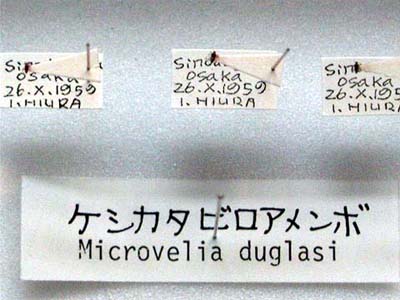 Osaka
26.X.1959
I. HIURA
Osaka
26.X.1959
I. HIURA
Osaka
26.X.1959
I. HIURA
ケシカタビロアメンボ
Microvelia duglasi